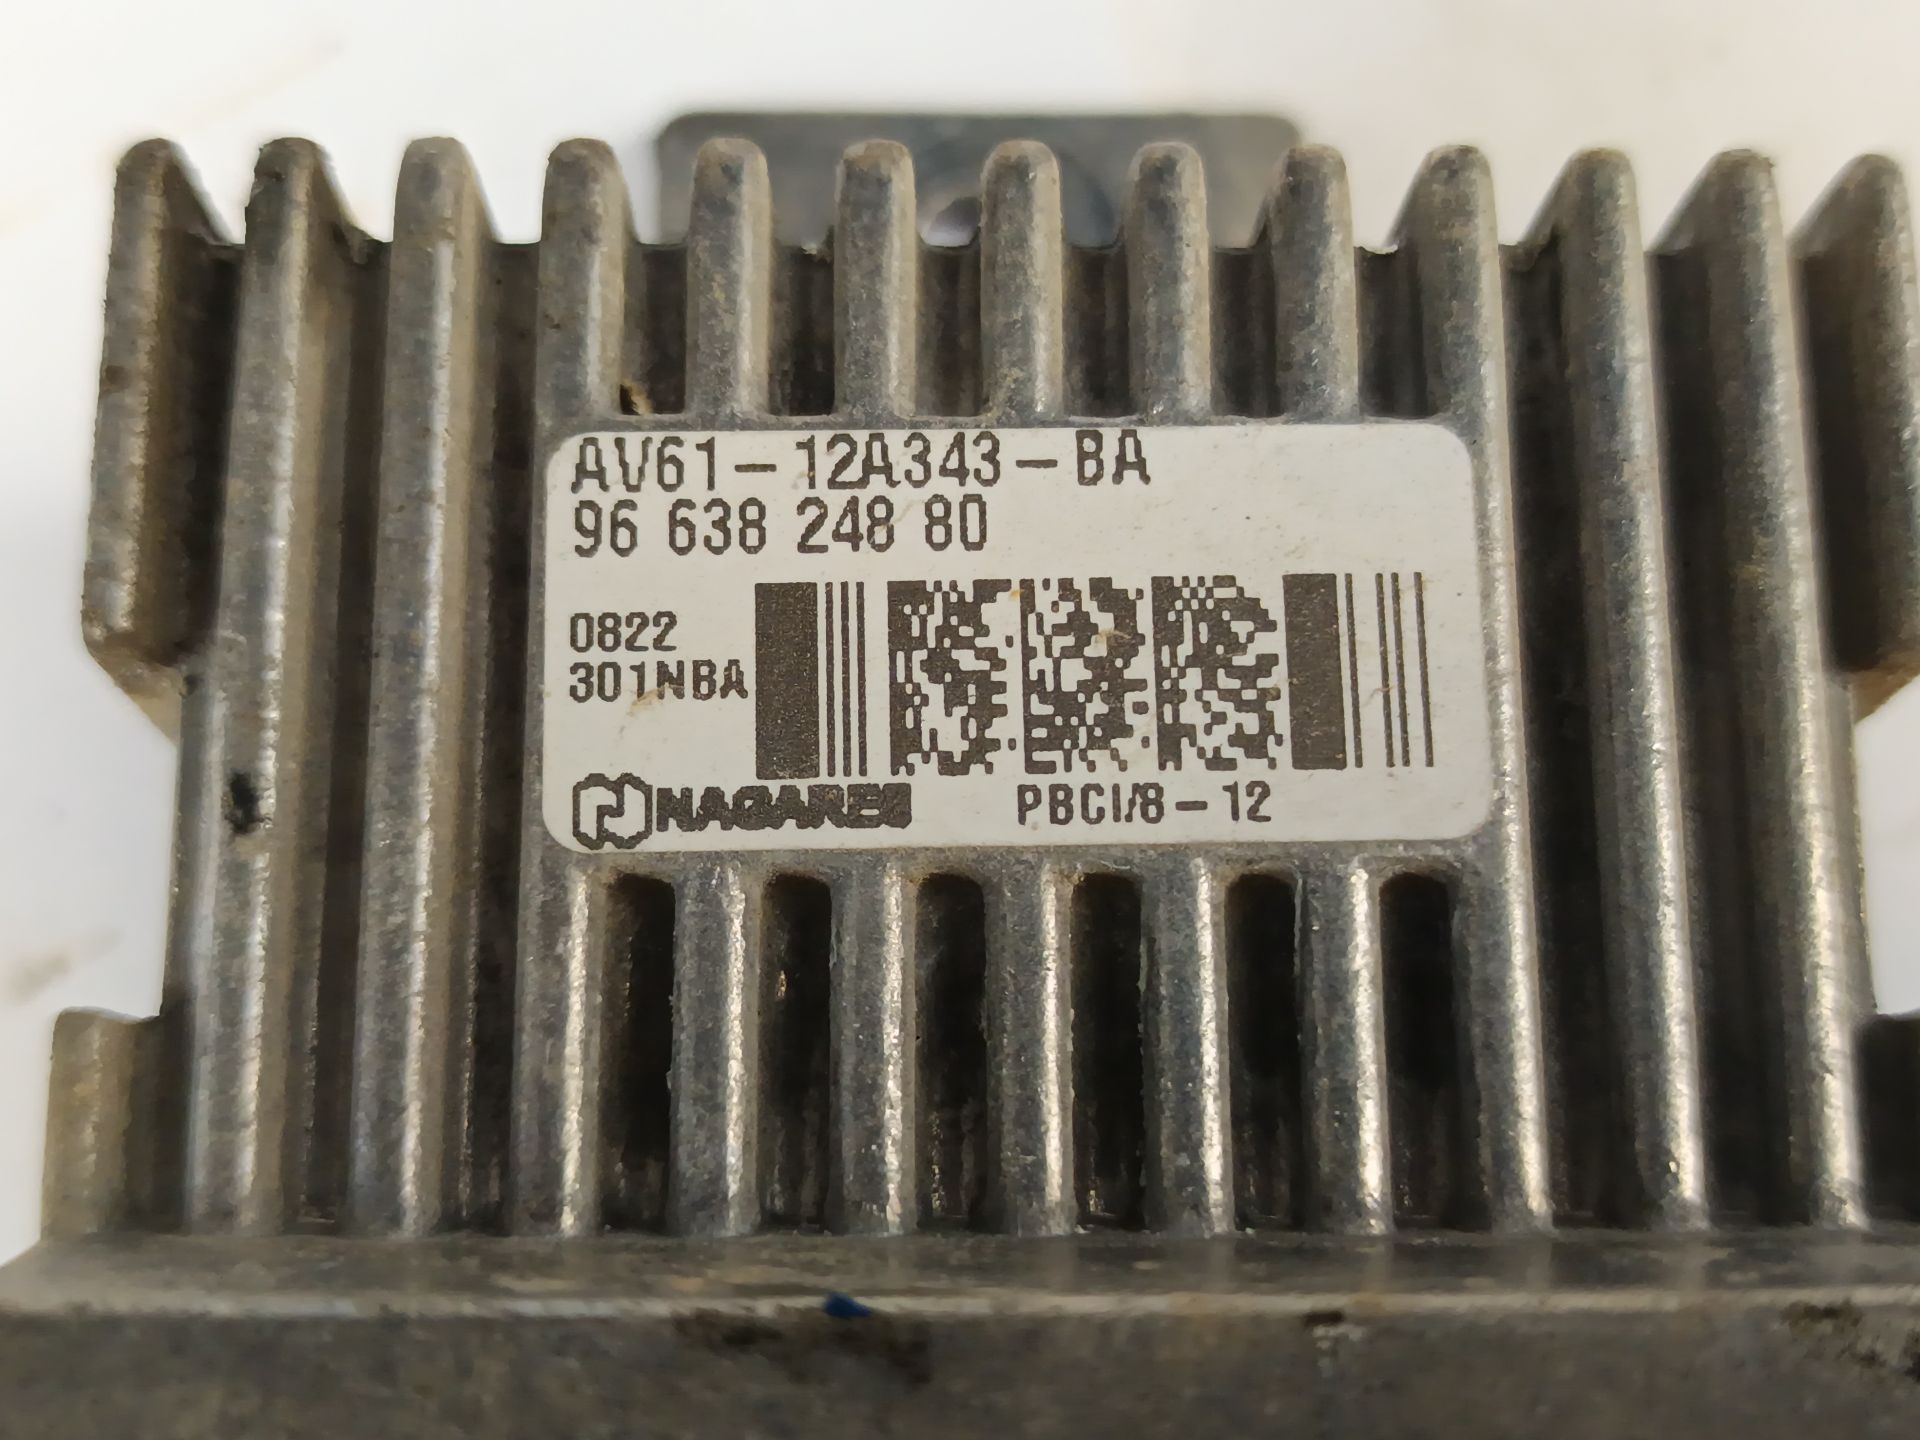 AV61-12A343-BA
96 638 248 80
0822
301NBA
NAGARES PBCI/8-12